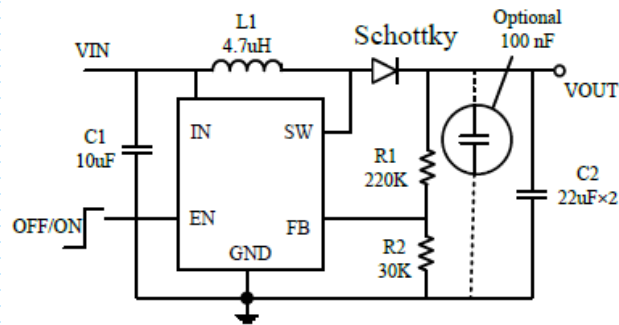 Optional
100 nF
L1
4.7uH
Schottky
VIN
VOUT
IN
SW
C1
10uF
R1
220K
C2
22uF×2
OFF/ON
EN
FB
GND
R2
30K